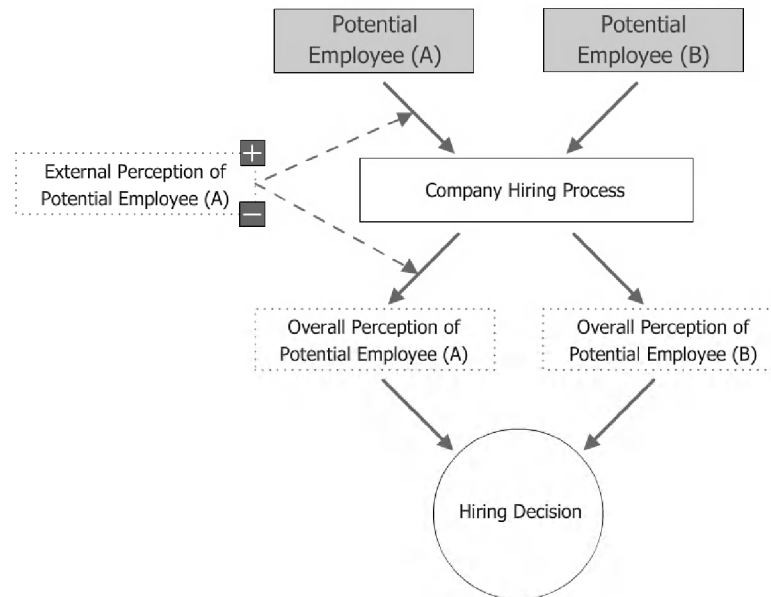 Potential
Employee (A)
Potential
Employee (B)
+
External Perception of
Potential Employee (A)
−
Company Hiring Process
Overall Perception of
Potential Employee (A)
Overall Perception of
Potential Employee (B)
Hiring Decision